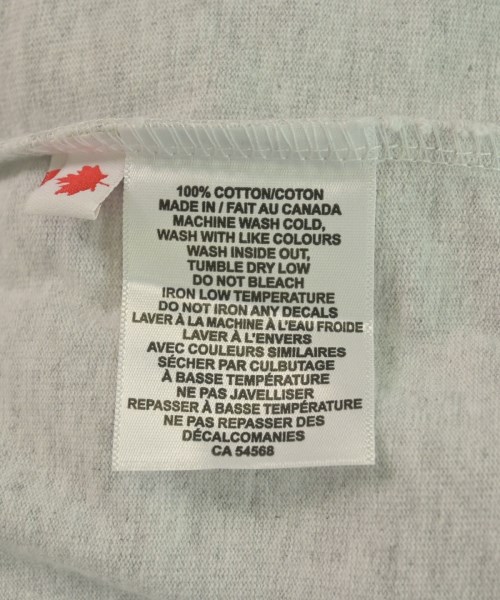 100% COTTON/COTON
MADE IN / FAIT AU CANADA
MACHINE WASH COLD,
WASH WITH LIKE COLOURS
WASH INSIDE OUT,
TUMBLE DRY LOW
DO NOT BLEACH
IRON LOW TEMPERATURE
DO NOT IRON ANY DECALS
LAVER À LA MACHINE À L'EAU FROIDE
LAVER À L'ENVERS
AVEC COULEURS SIMILAIRES
SÉCHER PAR CULBUTAGE
À BASSE TEMPÉRATURE
NE PAS JAVELLISER
REPASSER À BASSE TEMPÉRATURE
NE PAS REPASSER DES
DÉCALCOMANIES
CA 54568